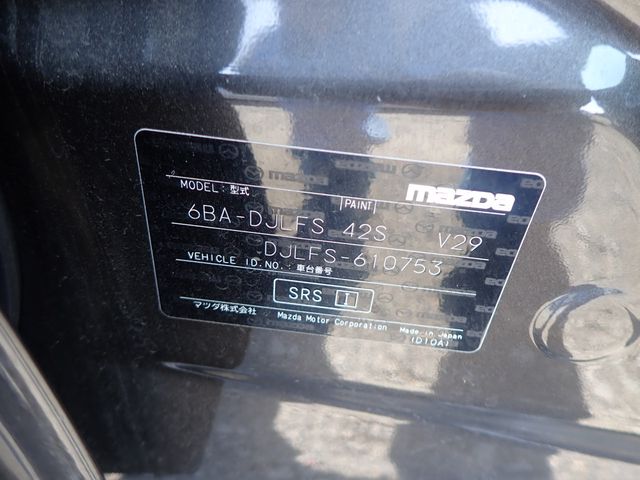 mazda
MODEL: 型式 PAINT
6BA-DJLFS 42S V29
DJLFS-610753
VEHICLE ID.NO.: 車台番号
SRS I
マツダ株式会社 Mazda Motor Corporation Made in Japan
(D10A)